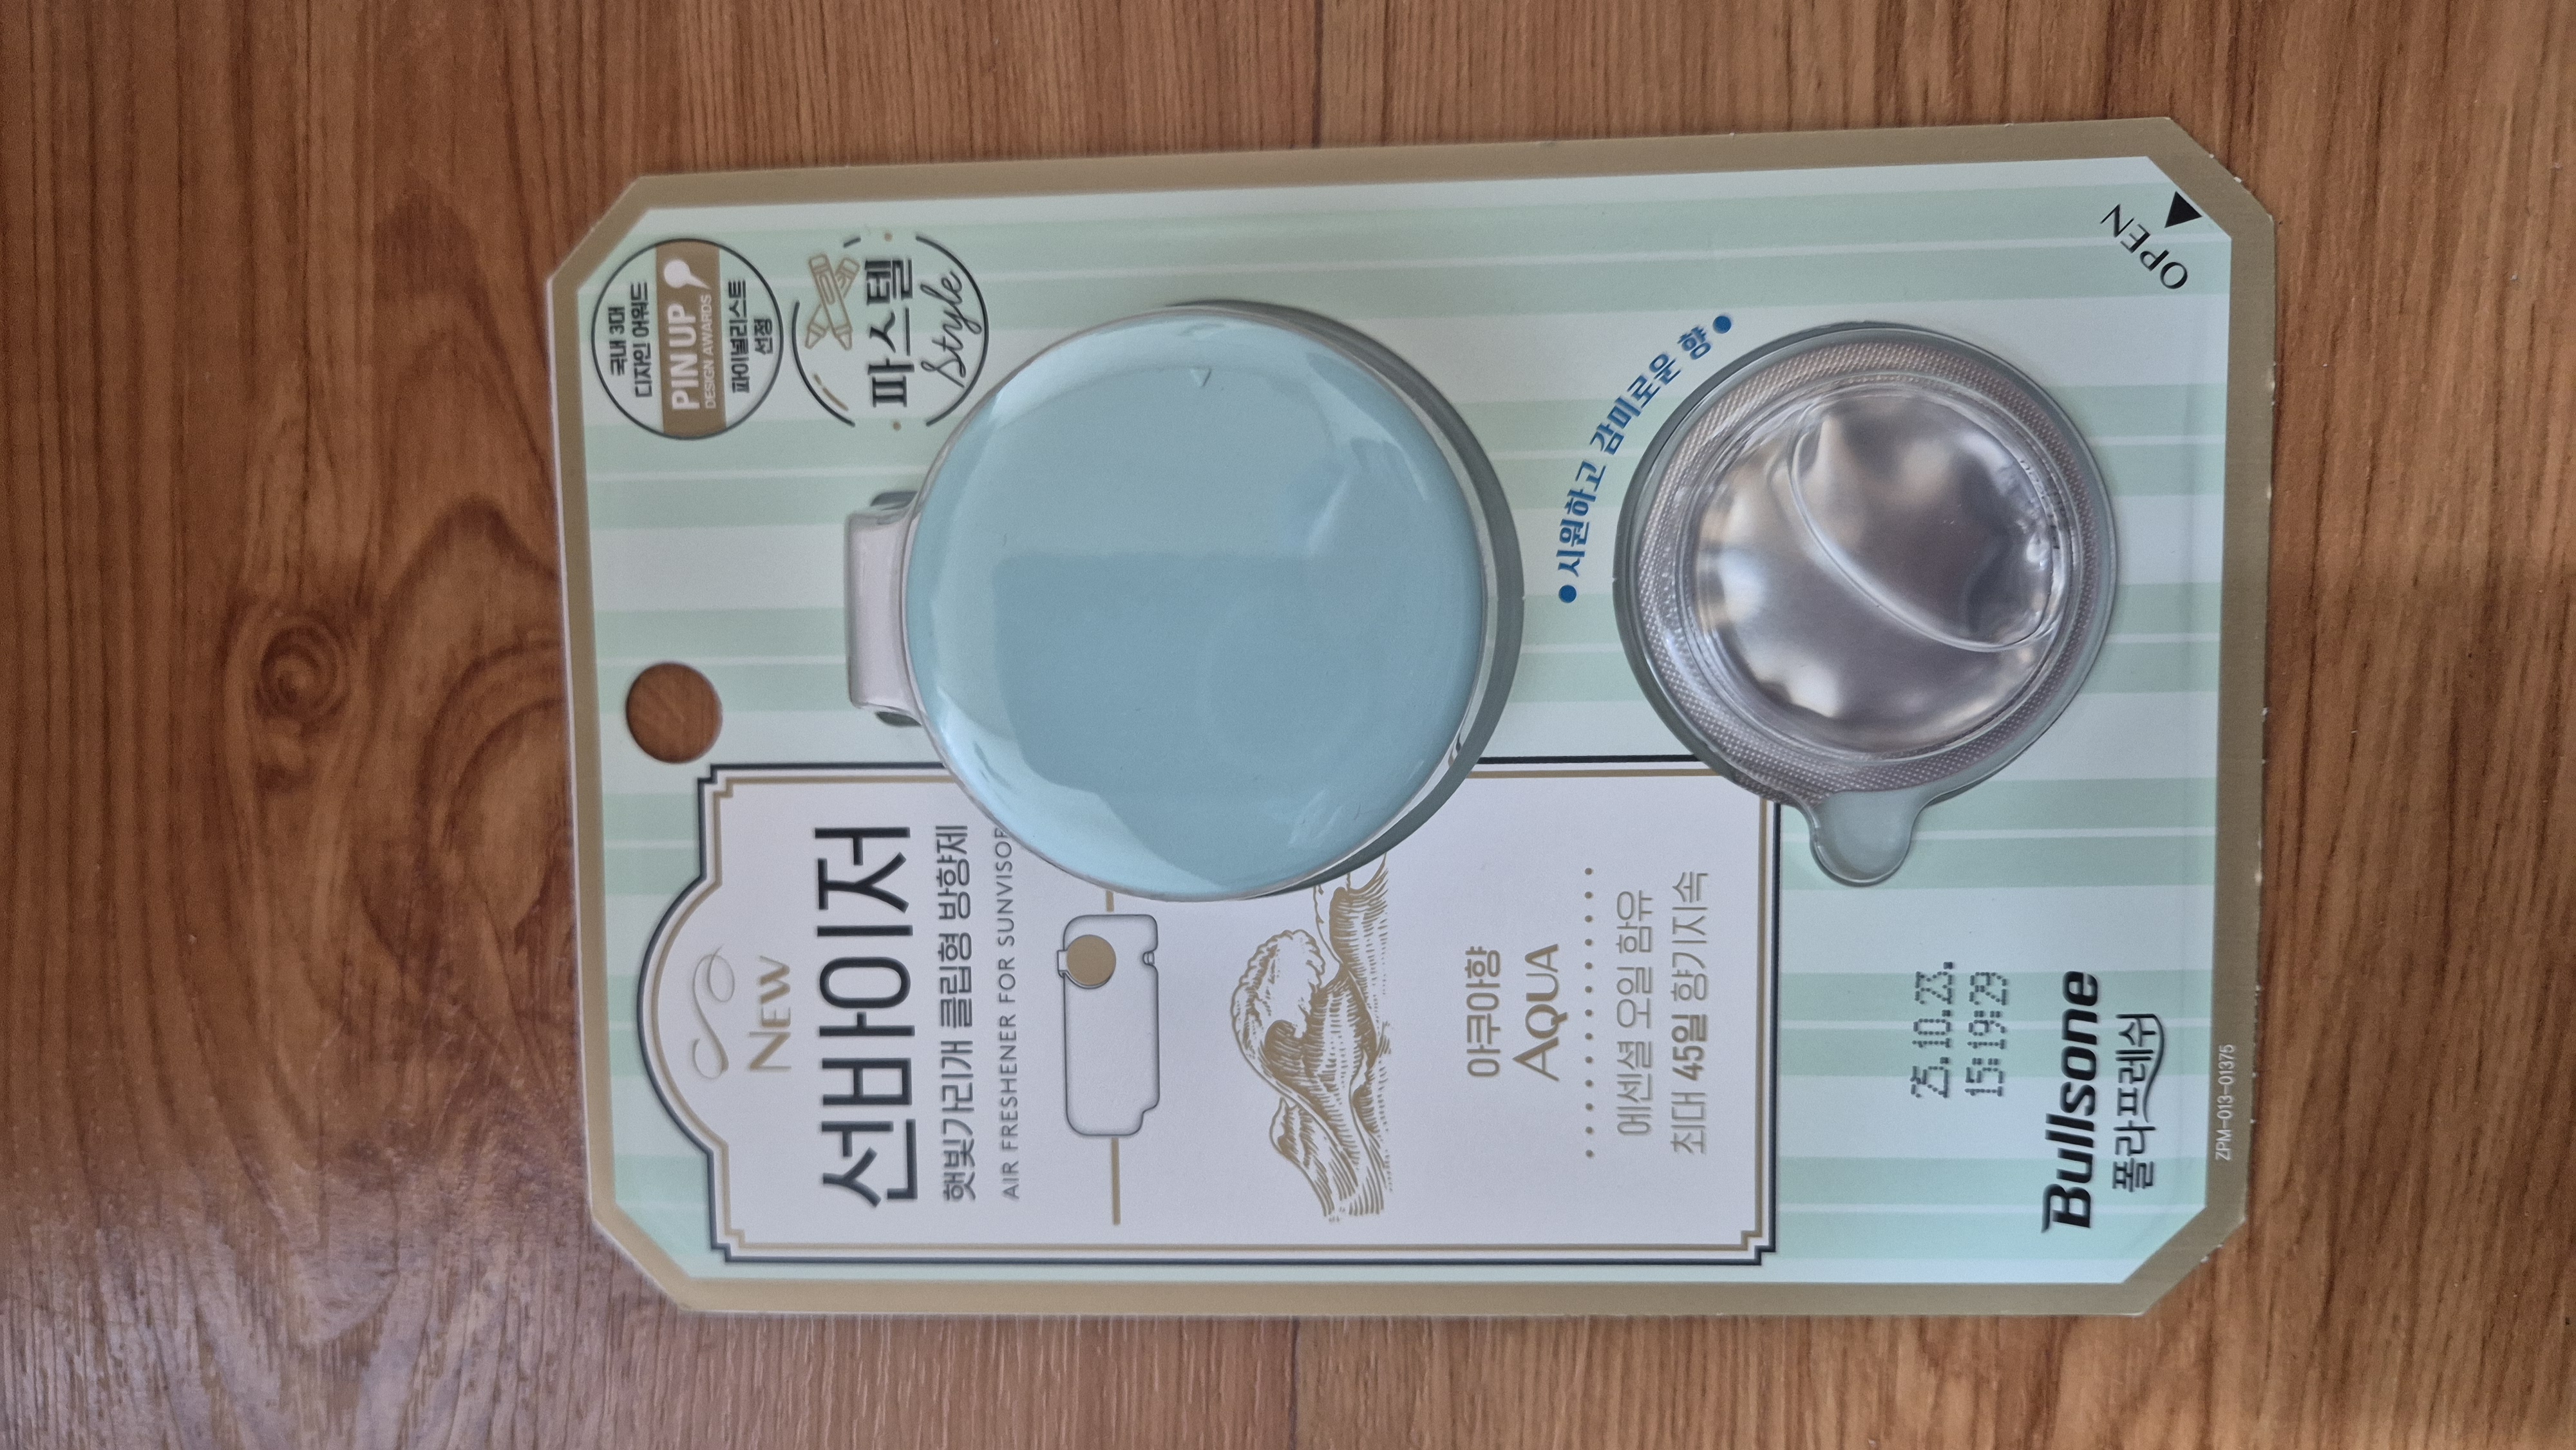 국내 3대
디자인 어워드
PIN UP
DESIGN AWARDS
파이널리스트
선정
파스텔
Style
NEW
선바이저
햇빛가리개 클립형 방향제
AIR FRESHENER FOR SUNVISOR
아쿠아향
AQUA
에센셜 오일 함유
최대 45일 향기지속
시원하고 감미로운 향
25.10.23.
15:19:29
Bullsone
폴라프레쉬
ZPM-013-01375
OPEN